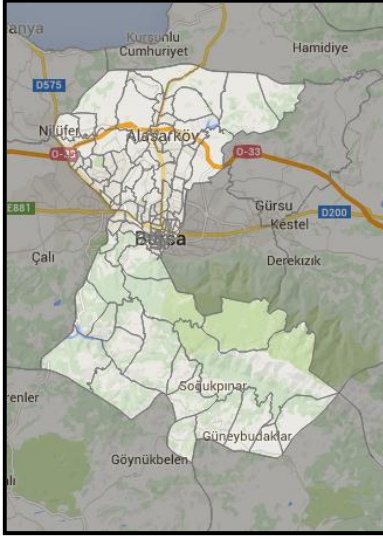 anya
Kurşunlu
Cumhuriyet
Hamidiye
D575
Nilüfer
Alaşarköy
O-33
O-33
E881
Gürsu
D200
Kestel
Bursa
Çalı
Derekızık
Soğukpınar
renler
Güneybudaklar
Göynükbelen
lı